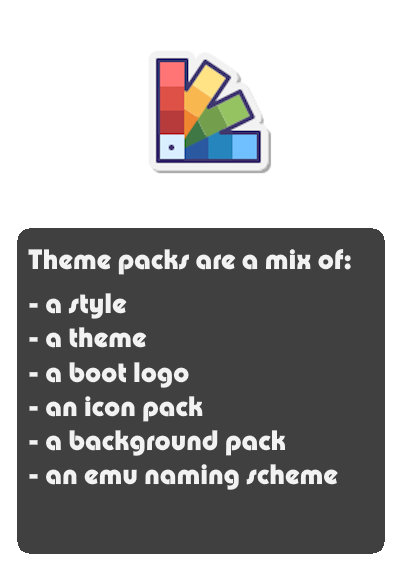 Theme packs are a mix of:
- a style
- a theme
- a boot logo
- an icon pack
- a background pack
- an emu naming scheme